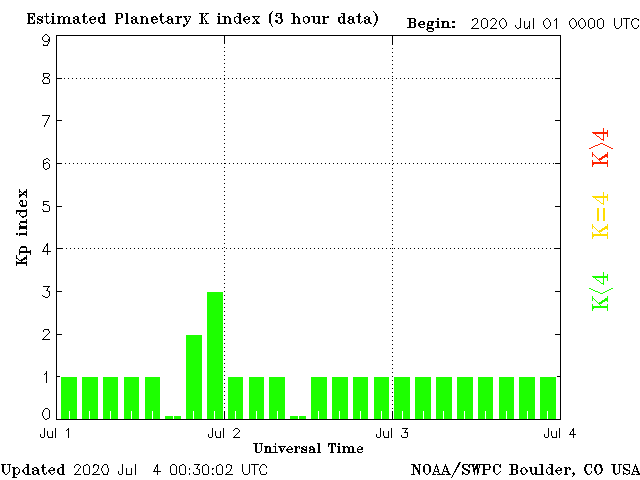 Estimated Planetary K index (3 hour data) Begin: 2020 Jul 01 0000 UTC
9
8
7
6
5
4
3
2
1
0
Kp index
K>4
K=4
K<4
Jul 1 Jul 2 Jul 3 Jul 4
Universal Time
Updated 2020 Jul 4 00:30:02 UTC NOAA/SWPC Boulder, CO USA